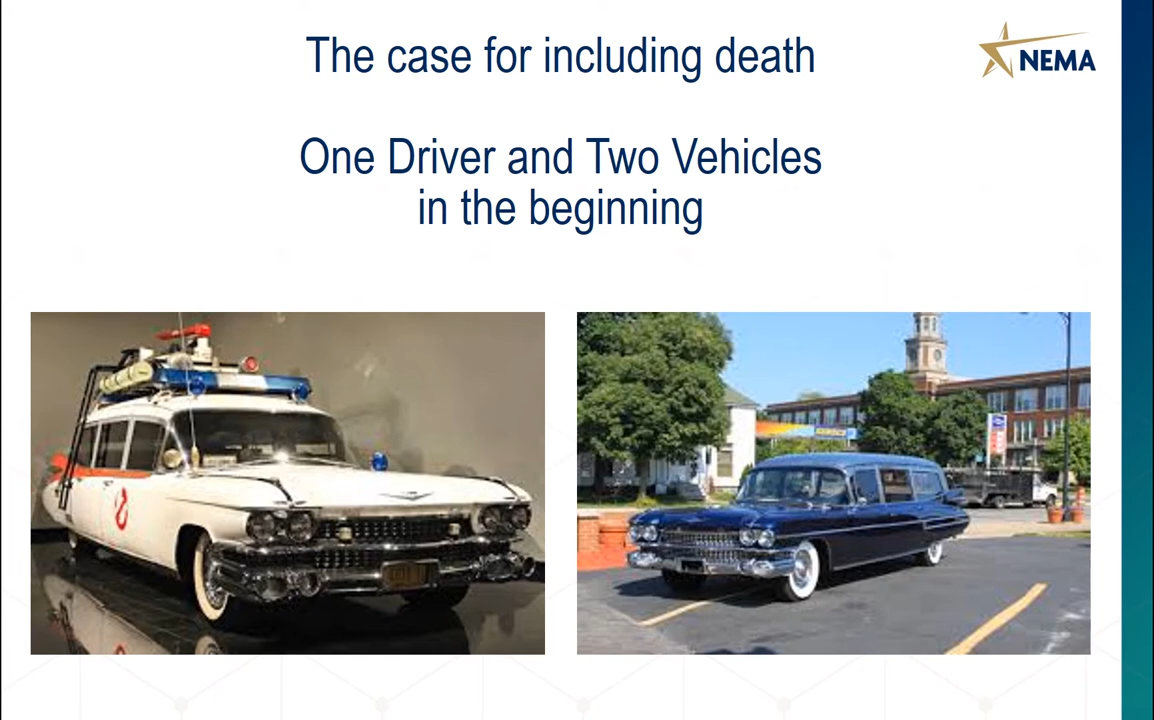 The case for including death
NEMA
One Driver and Two Vehicles
in the beginning